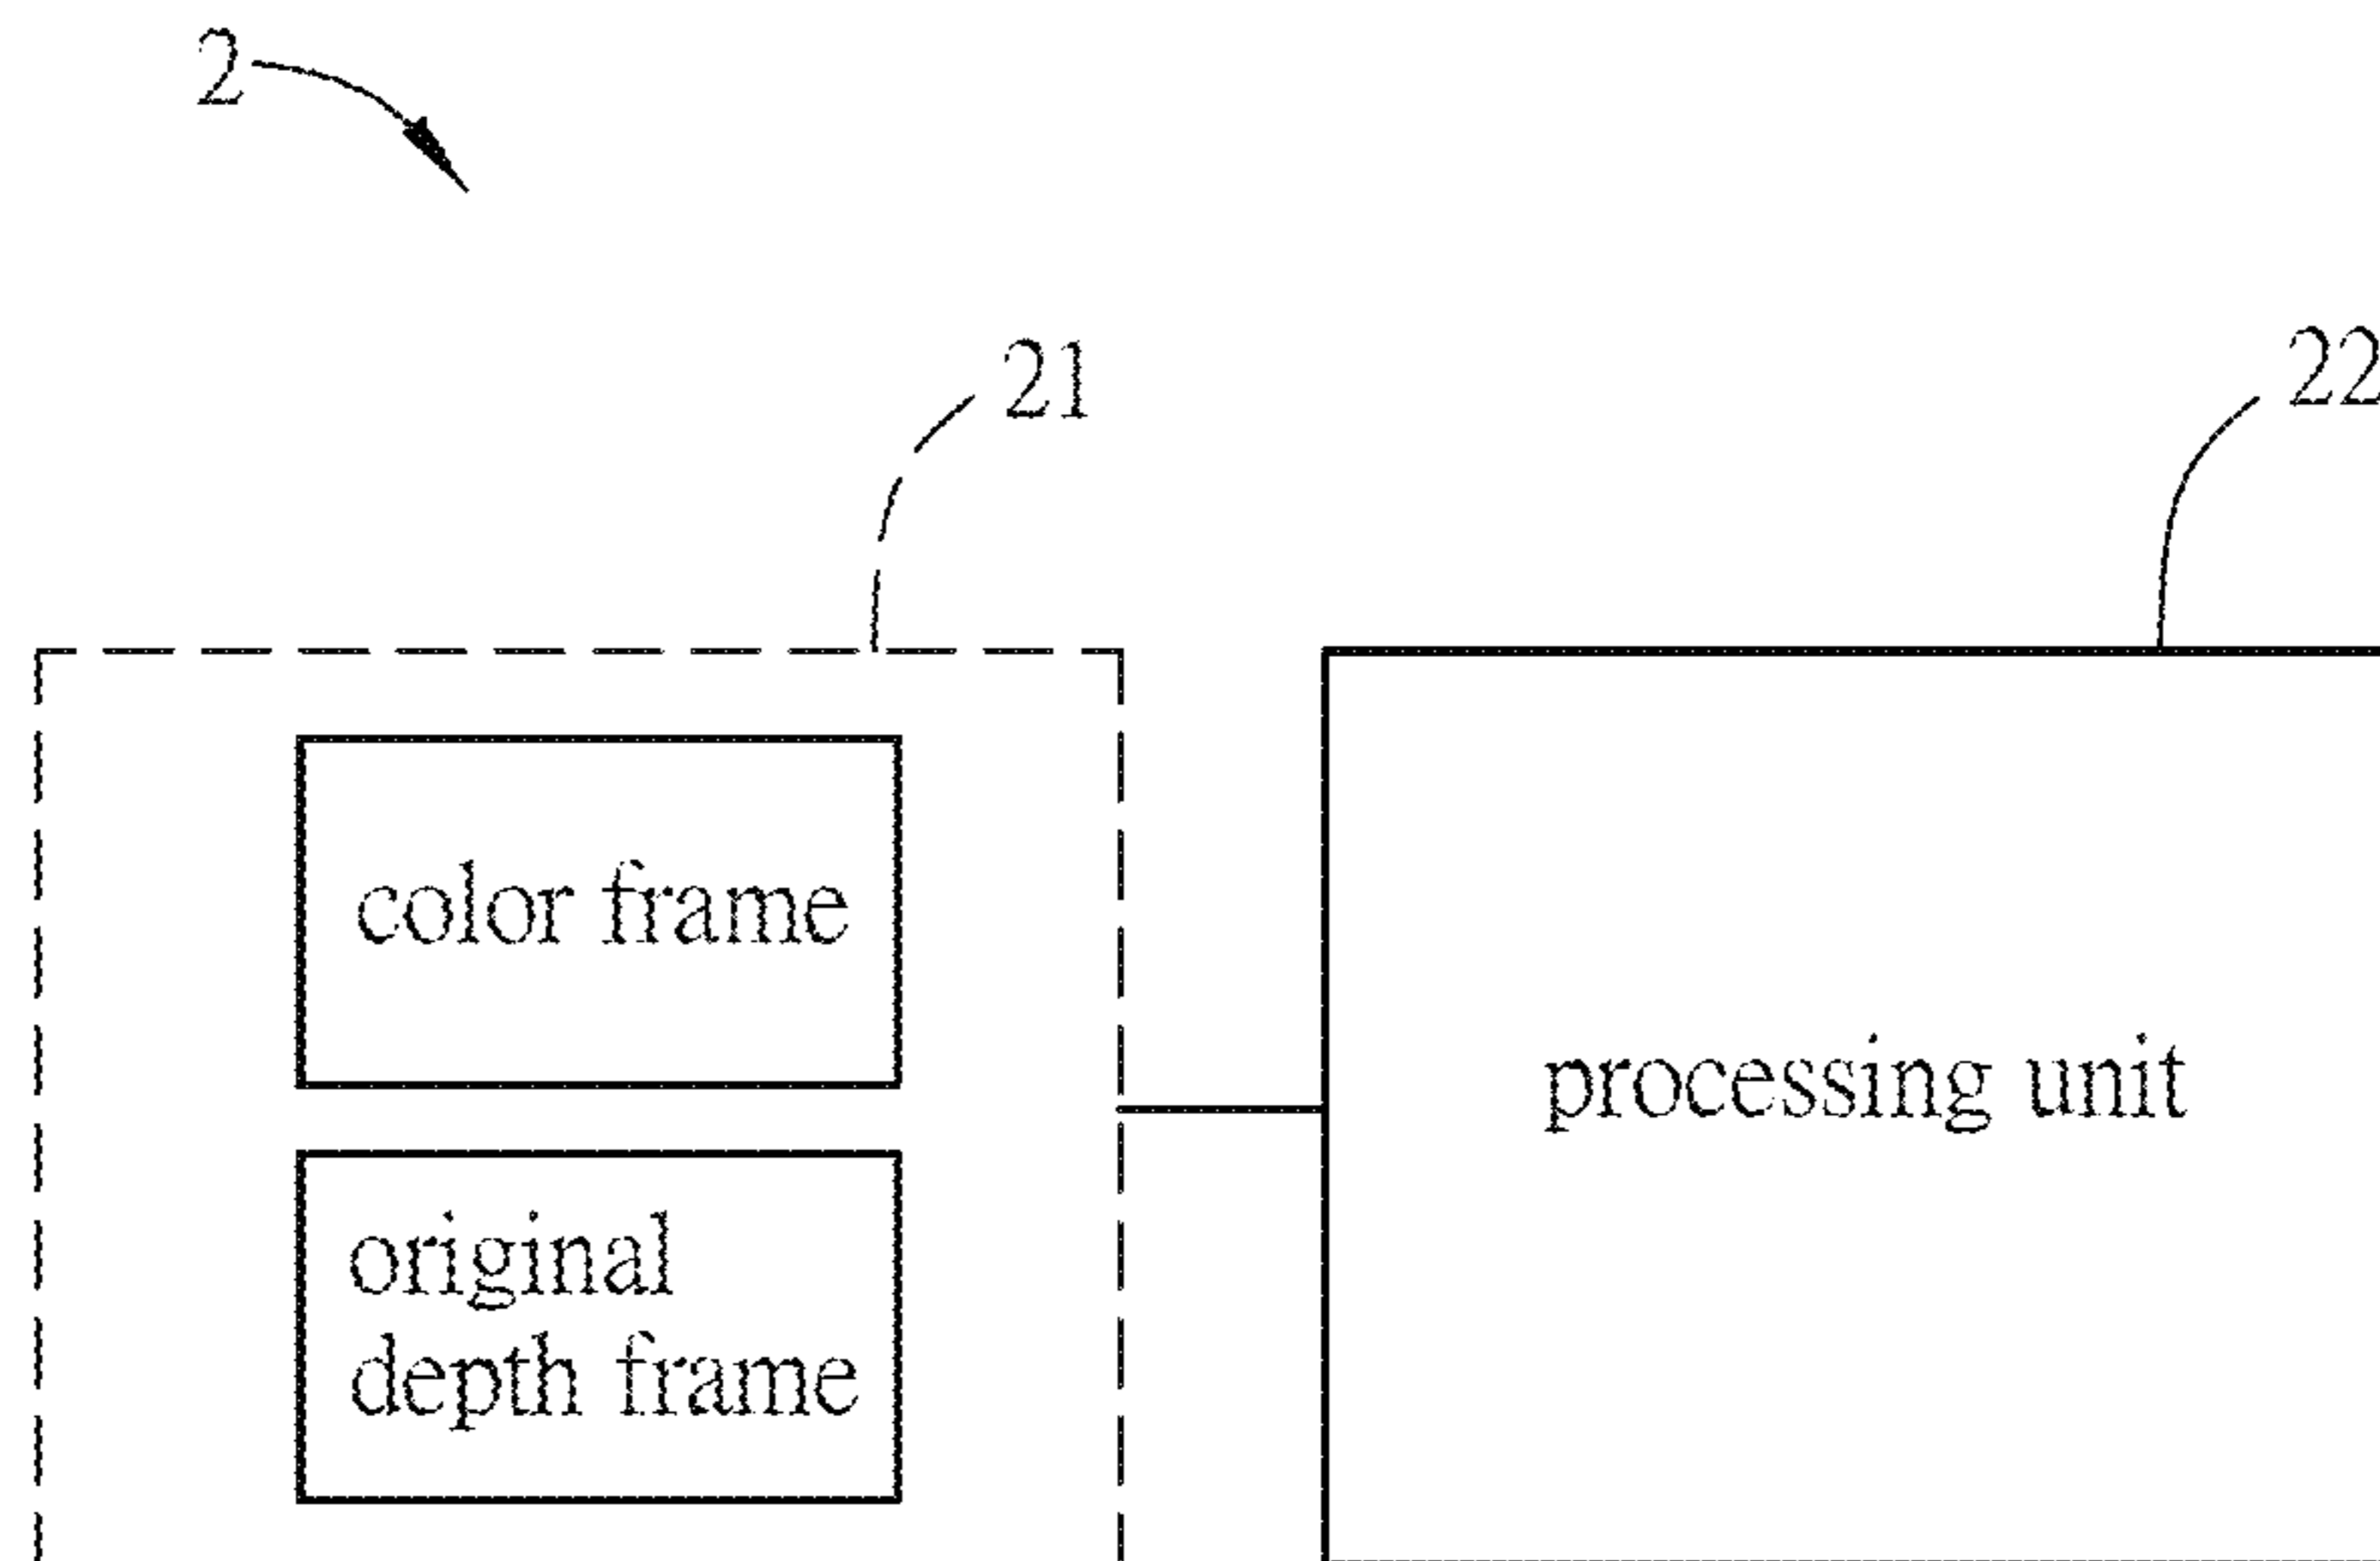 2
21
22
color frame
processing unit
original
depth frame